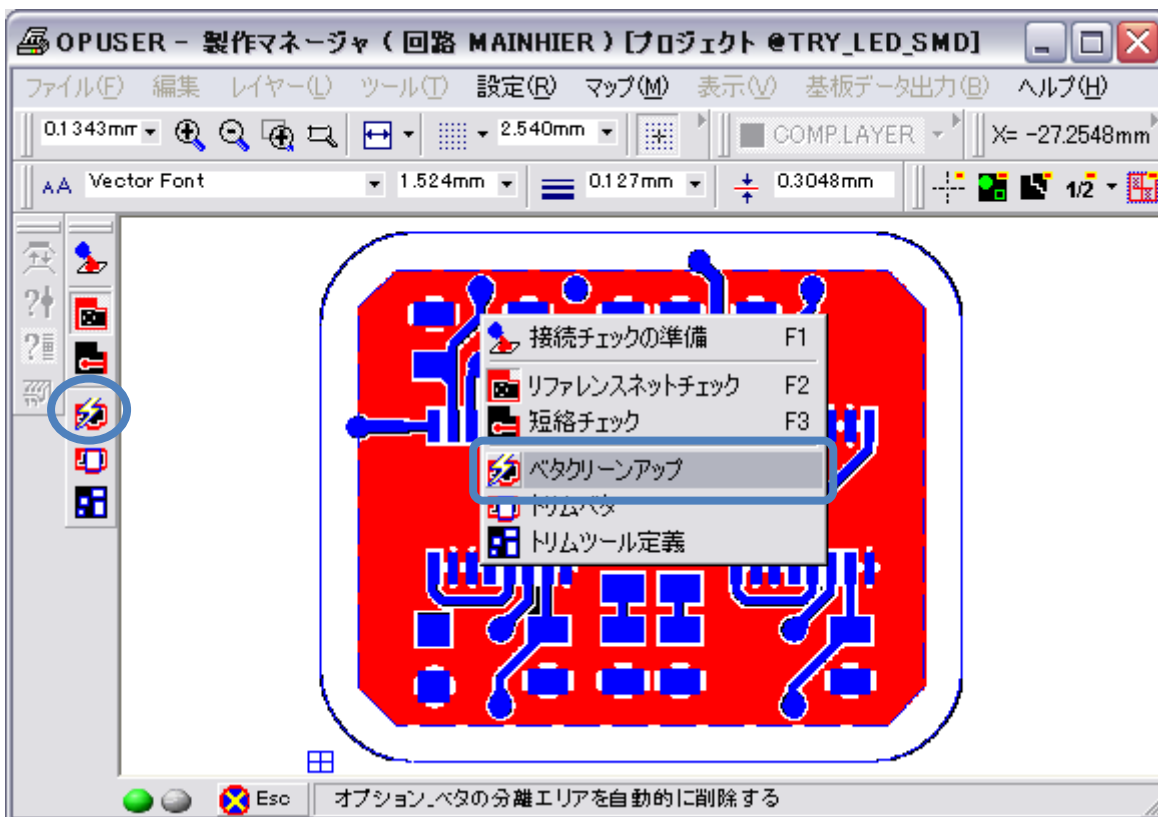 OPUSER - 製作マネージャ ( 回路 MAINHIER ) [プロジェクト @TRY_LED_SMD]
ファイル(F) 編集 レイヤー(L) ツール(T) 設定(R) マップ(M) 表示(V) 基板データ出力(B) ヘルプ(H)
0.1343mm 2.540mm COMP.LAYER X= -27.2548mm
AA Vector Font 1.524mm 0.127mm 0.3048mm 1/2
接続チェックの準備 F1
リファレンスネットチェック F2
短絡チェック F3
ベタクリーンアップ
トリムベタ
トリムツール定義
Esc オプション_ベタの分離エリアを自動的に削除する